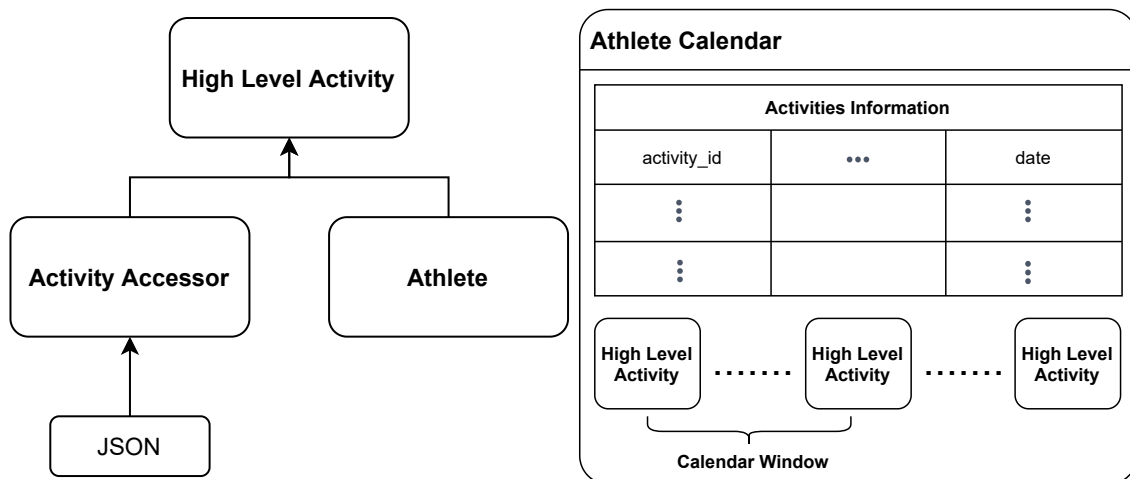 High Level Activity
Activity Accessor
Athlete
JSON
Athlete Calendar
Activities Information
activity_id
•••
date
High Level
Activity
High Level
Activity
High Level
Activity
Calendar Window